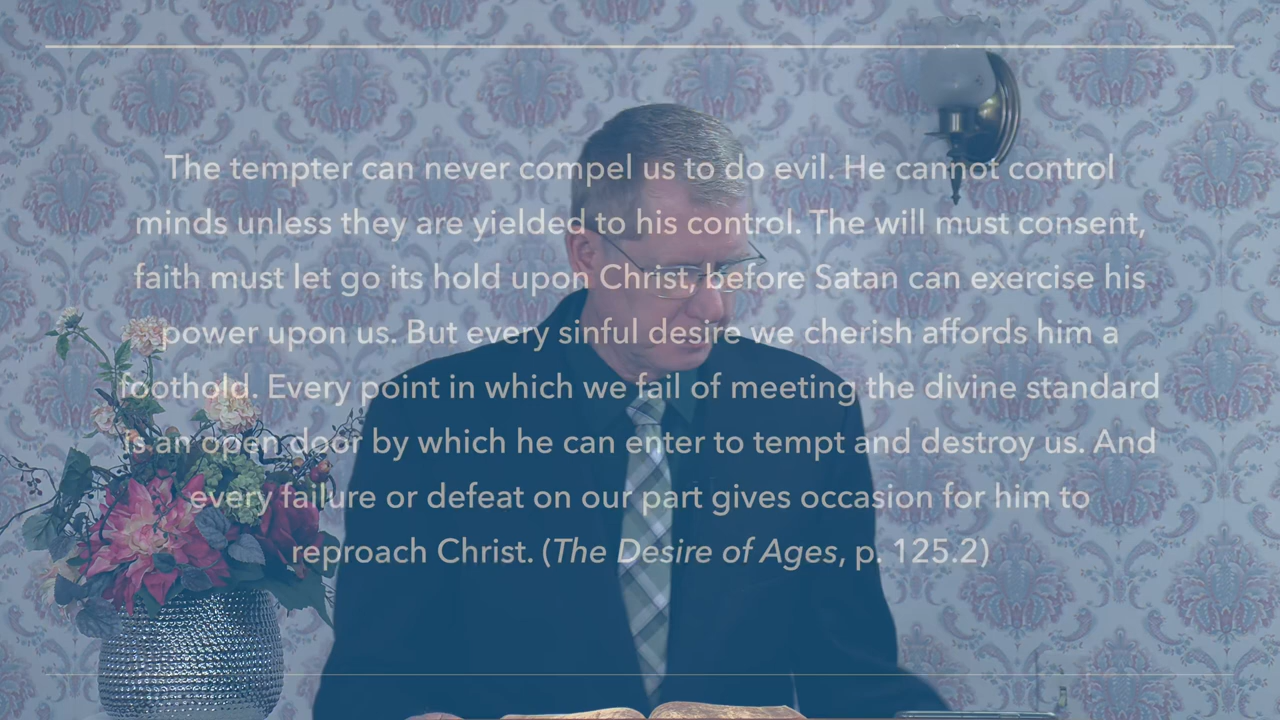 The tempter can never compel us to do evil. He cannot control
minds unless they are yielded to his control. The will must consent,
faith must let go its hold upon Christ, before Satan can exercise his
power upon us. But every sinful desire we cherish affords him a
foothold. Every point in which we fail of meeting the divine standard
is an open door by which he can enter to tempt and destroy us. And
every failure or defeat on our part gives occasion for him to
reproach Christ. (The Desire of Ages, p. 125.2)